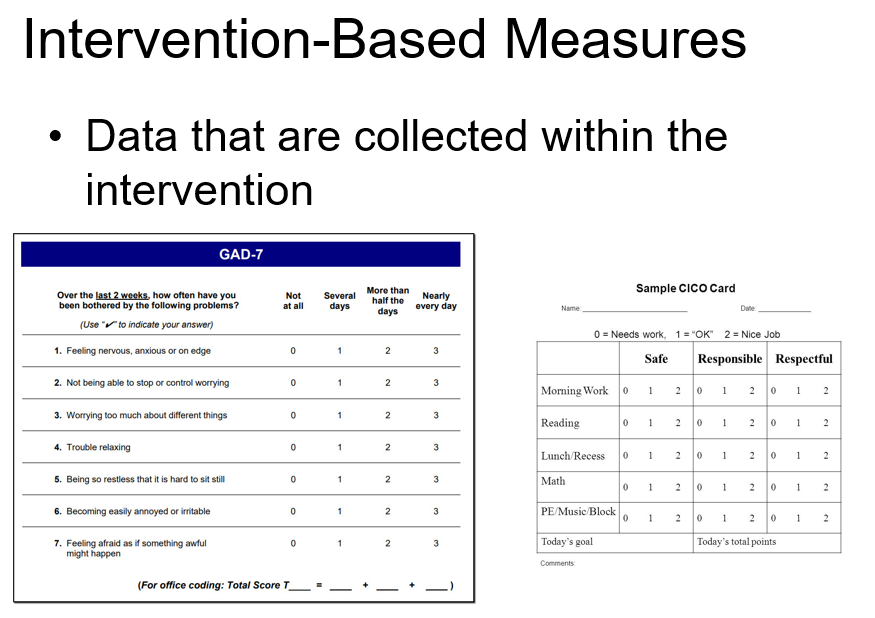 Intervention-Based Measures
• Data that are collected within the
intervention
GAD-7
Over the last 2 weeks, how often have you
been bothered by the following problems?
(Use "✔" to indicate your answer)
Not
at all
Several
days
More than
half the
days
Nearly
every day
1. Feeling nervous, anxious or on edge 0 1 2 3
2. Not being able to stop or control worrying 0 1 2 3
3. Worrying too much about different things 0 1 2 3
4. Trouble relaxing 0 1 2 3
5. Being so restless that it is hard to sit still 0 1 2 3
6. Becoming easily annoyed or irritable 0 1 2 3
7. Feeling afraid as if something awful
might happen 0 1 2 3
(For office coding: Total Score T____ = ____ + ____ + ____ )
Sample CICO Card
Name: ____________________ Date: __________
0 = Needs work, 1 = "OK" 2 = Nice Job
Safe Responsible Respectful
Morning Work 0 1 2 0 1 2 0 1 2
Reading 0 1 2 0 1 2 0 1 2
Lunch/Recess 0 1 2 0 1 2 0 1 2
Math 0 1 2 0 1 2 0 1 2
PE/Music/Block 0 1 2 0 1 2 0 1 2
Today's goal Today's total points
Comments: